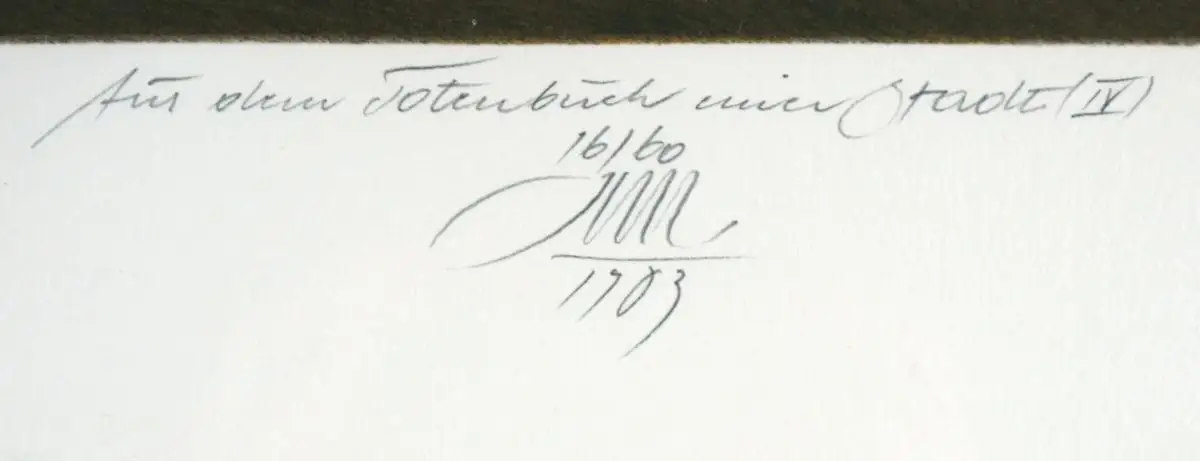 Aus dem Totenbuch einer Stadt (IV)
16/60
1983